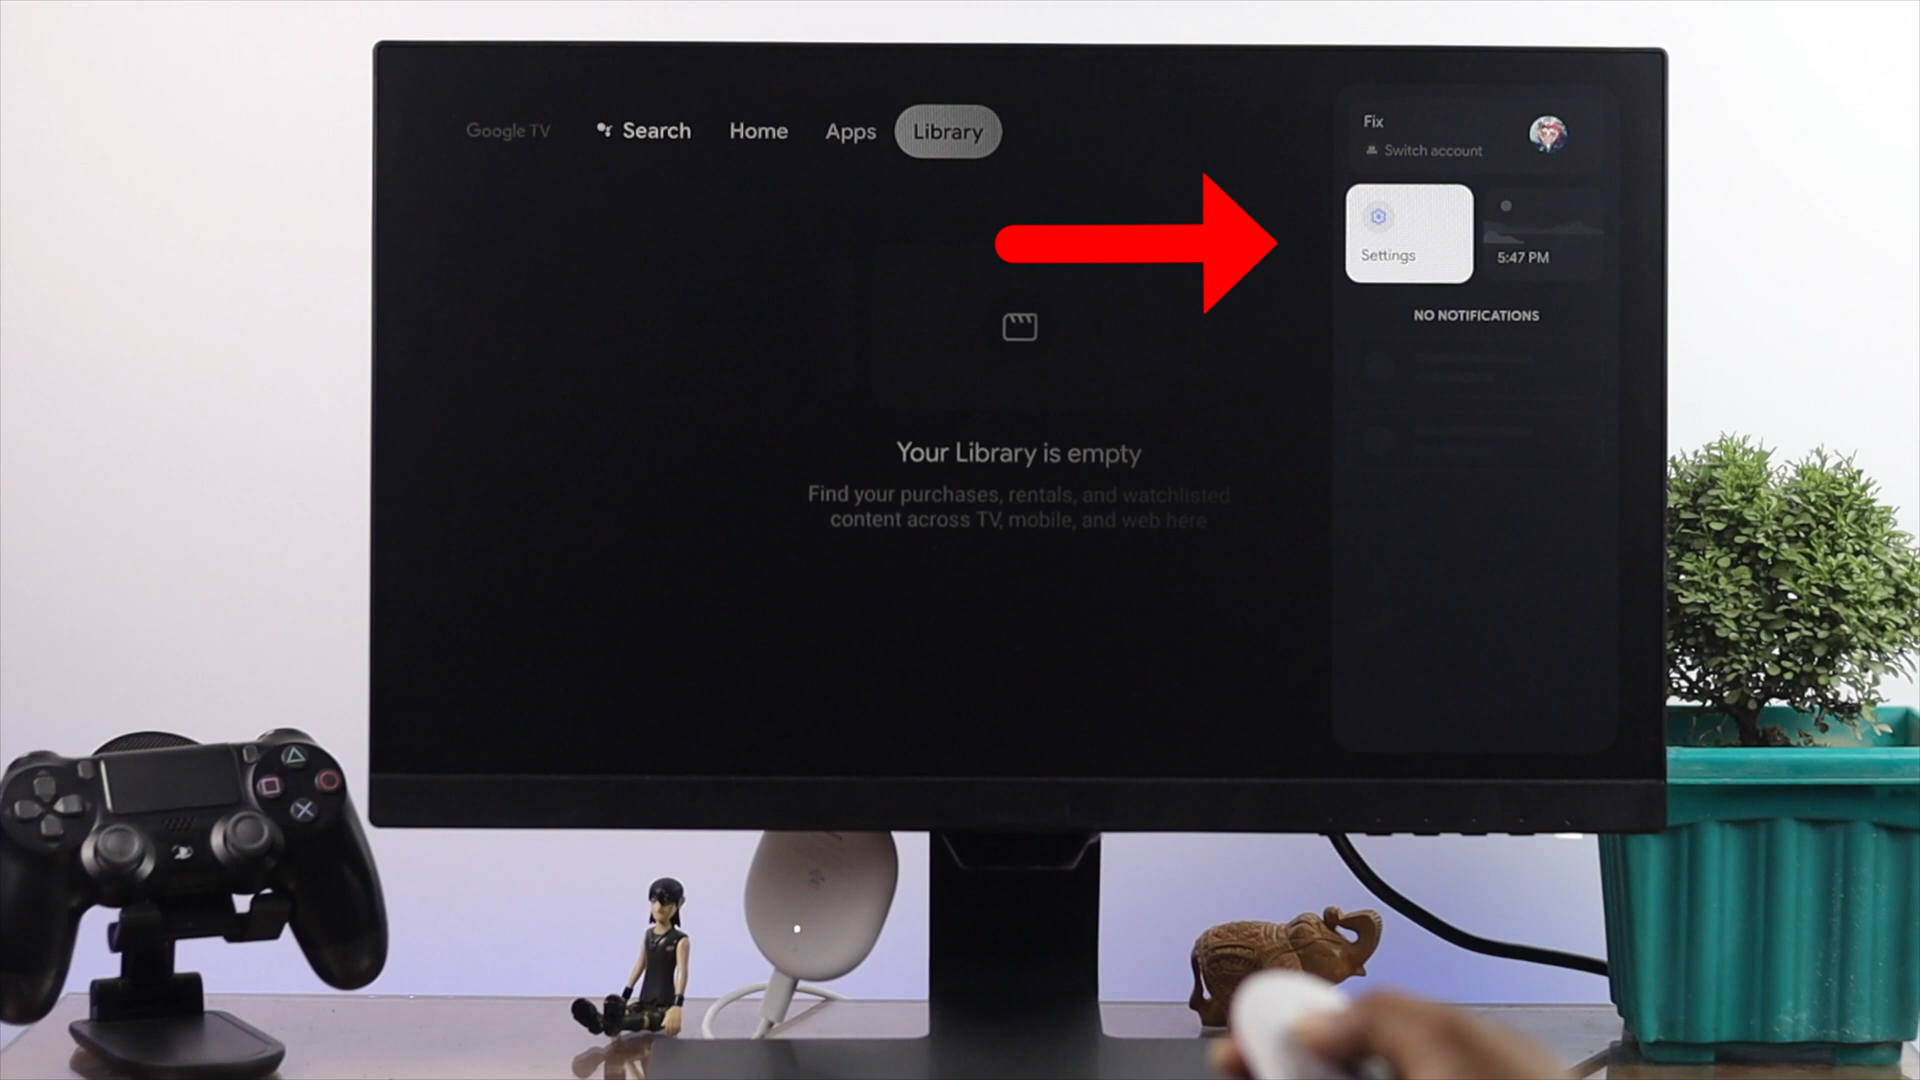 Google TV
Search
Home
Apps
Library
Fix
Switch account
Settings
5:47 PM
NO NOTIFICATIONS
Your Library is empty
Find your purchases, rentals, and watchlisted
content across TV, mobile, and web here